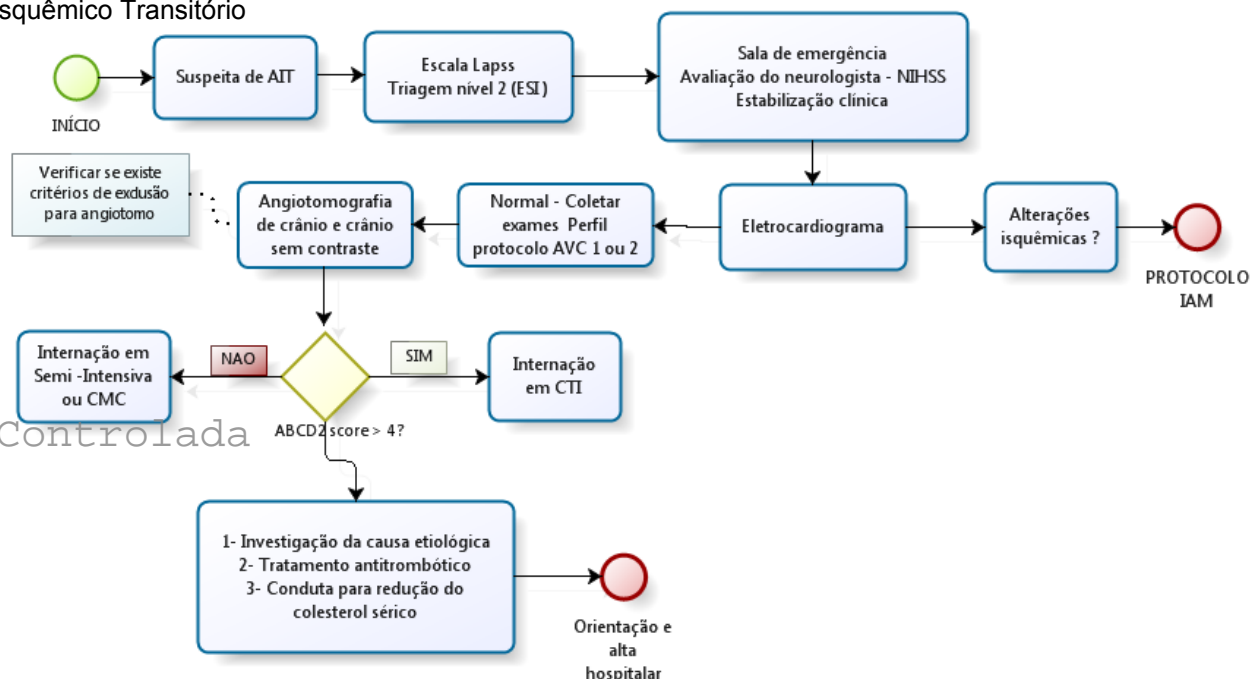 squêmico Transitório
INÍCIO
Suspeita de AIT
Escala Lapss
Triagem nível 2 (ESI)
Sala de emergência
Avaliação do neurologista - NIHSS
Estabilização clínica
Verificar se existe
critérios de exclusão
para angiotomo
Angiotomografia
de crânio e crânio
sem contraste
Normal - Coletar
exames Perfil
protocolo AVC 1 ou 2
Eletrocardiograma
Alterações
isquêmicas ?
PROTOCOLO
IAM
Internação em
Semi -Intensiva
ou CMC
NAO
SIM
Internação
em CTI
Controlada
ABCD2 score > 4?
1- Investigação da causa etiológica
2- Tratamento antitrombótico
3- Conduta para redução do
colesterol sérico
Orientação e
alta
hospitalar